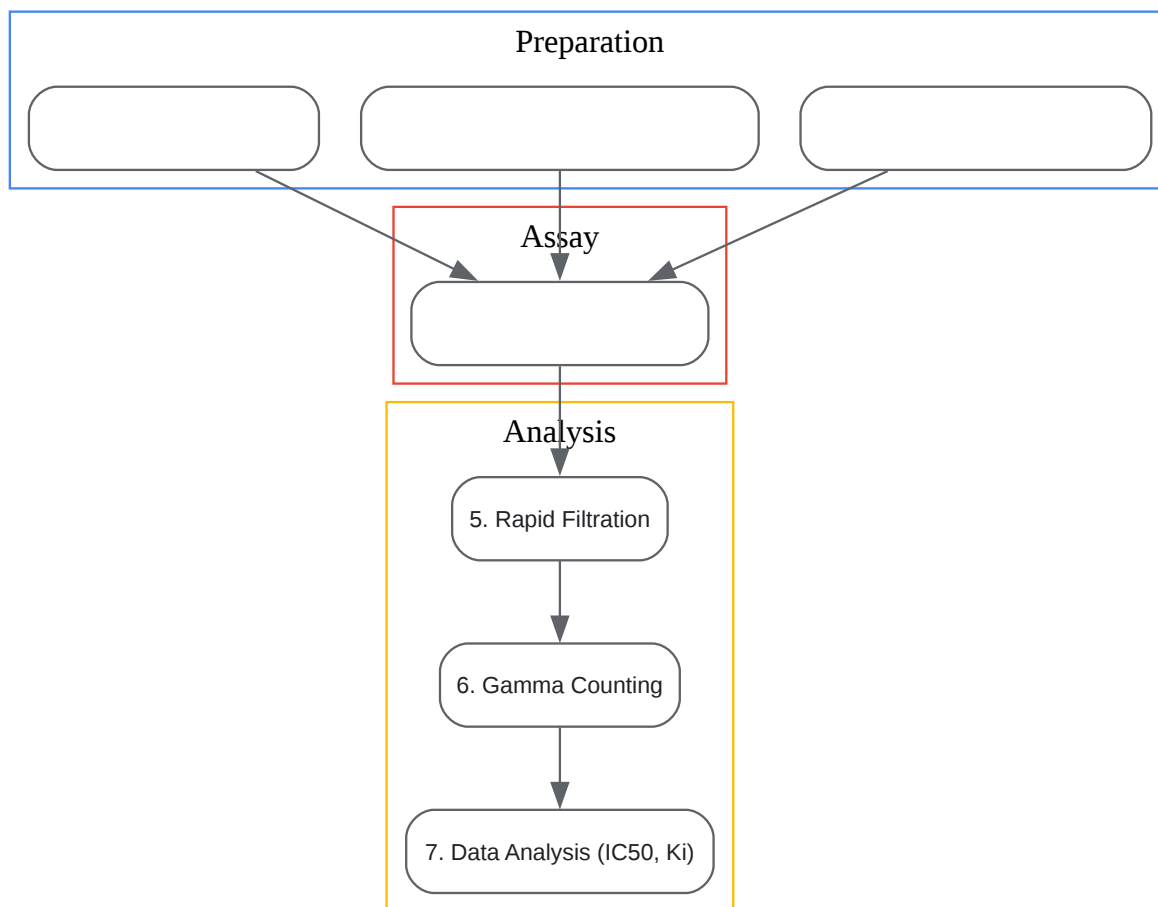 Preparation
Assay
Analysis
5. Rapid Filtration
6. Gamma Counting
7. Data Analysis (IC50, Ki)